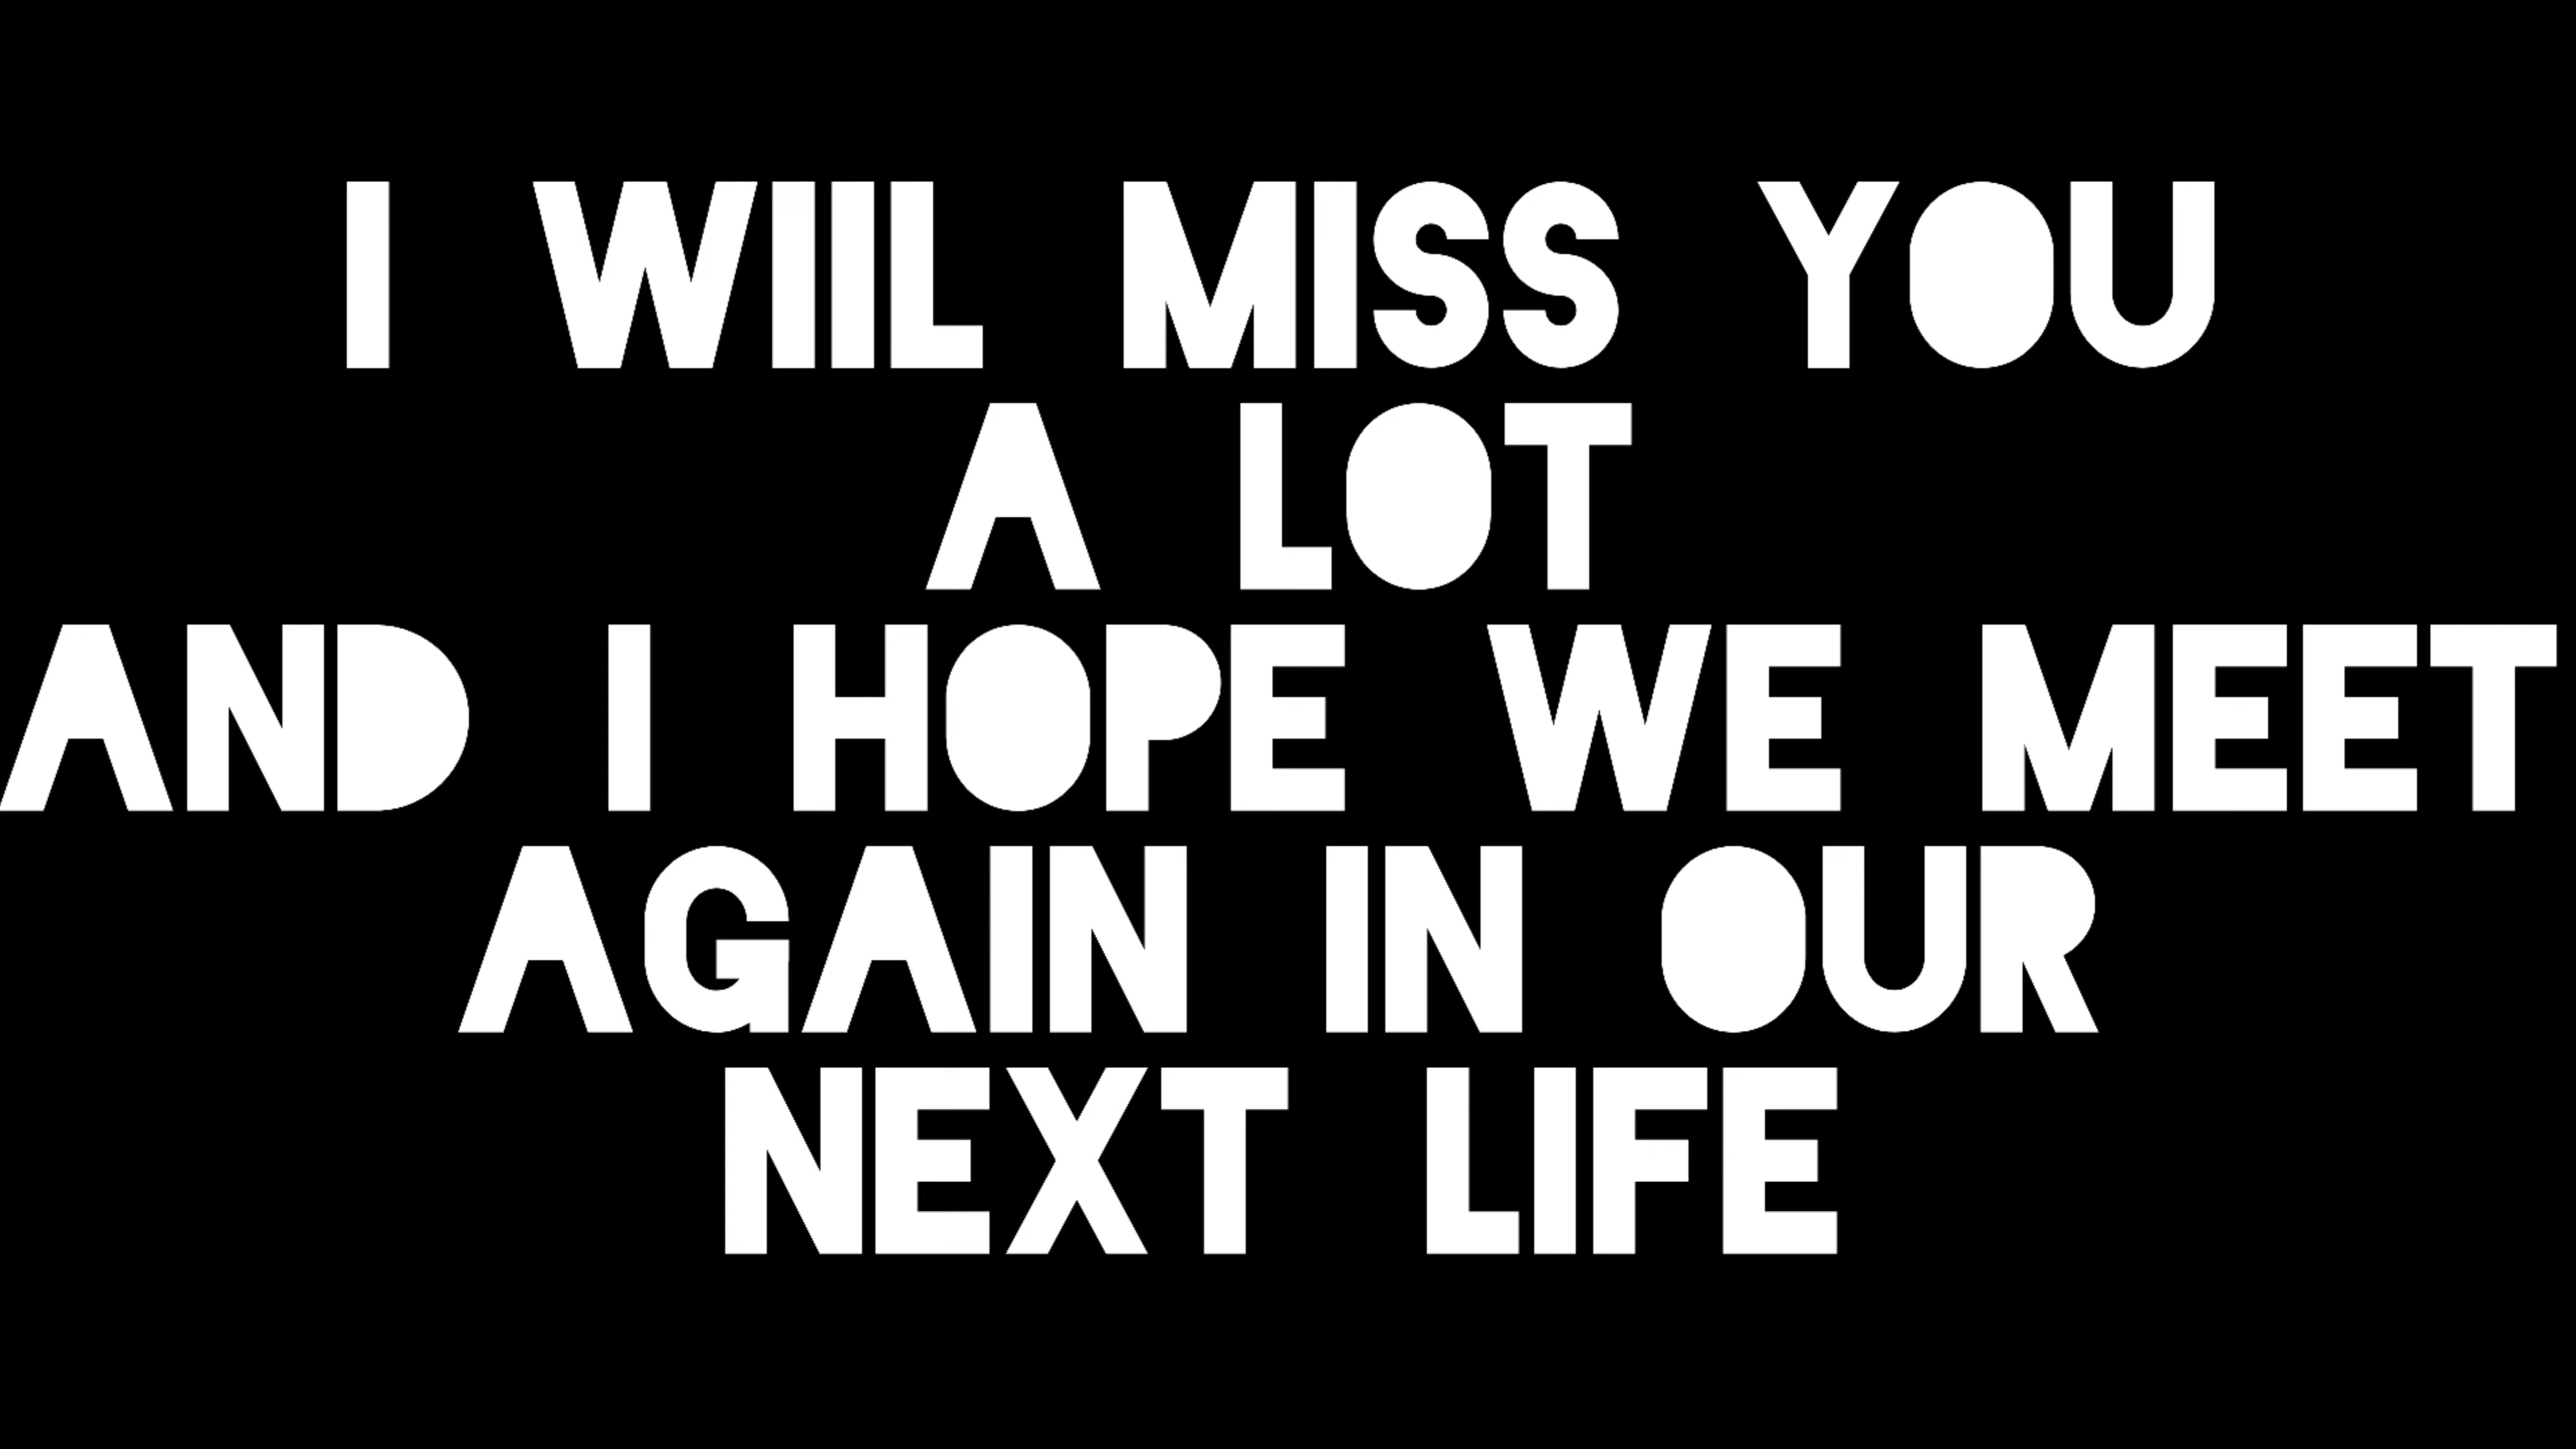 I WIIL MISS YOU
A LOT
AND I HOPE WE MEET
AGAIN IN OUR
NEXT LIFE